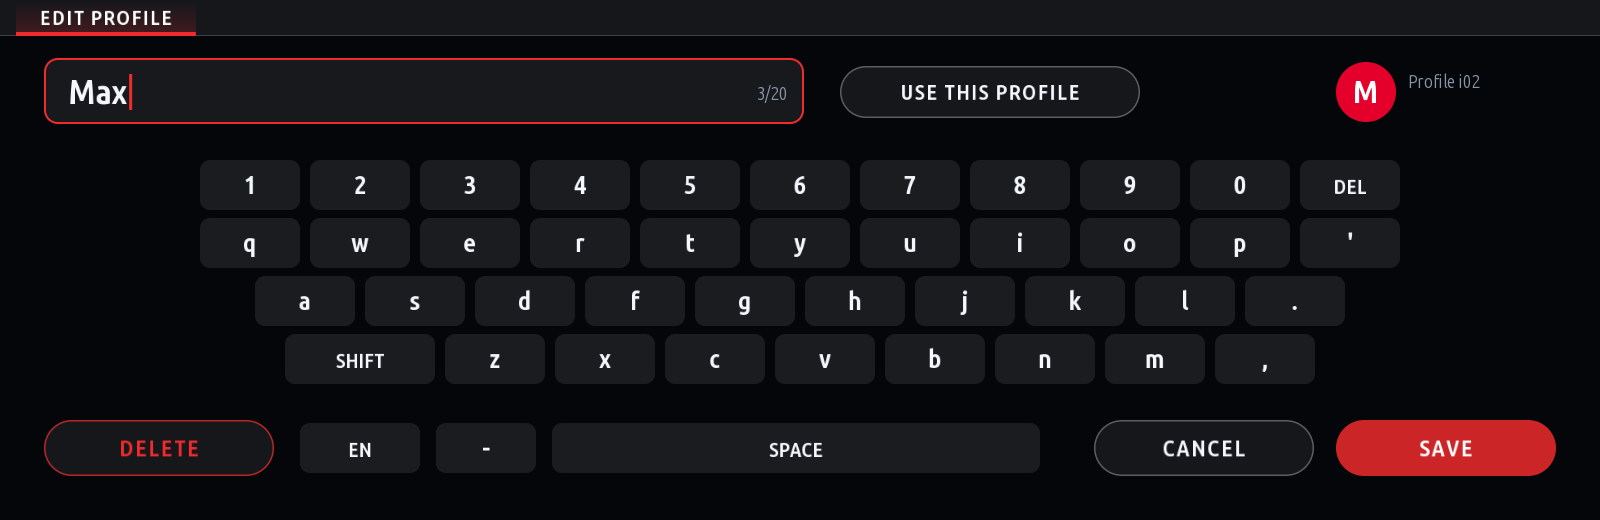 EDIT PROFILE
Max 3/20 USE THIS PROFILE M Profile i02
1 2 3 4 5 6 7 8 9 0 DEL
q w e r t y u i o p '
a s d f g h j k l .
SHIFT z x c v b n m ,
DELETE EN - SPACE CANCEL SAVE